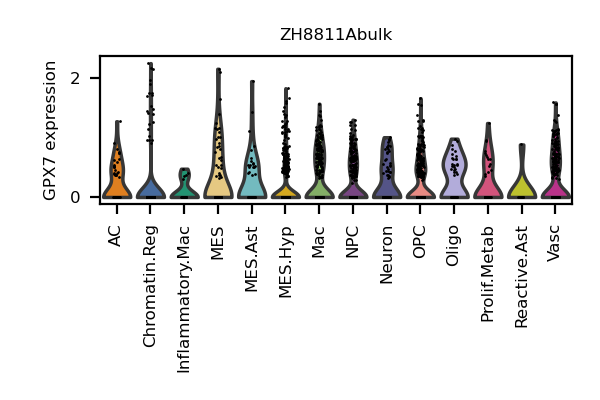 ZH8811Abulk
GPX7 expression
2
0
AC
Chromatin.Reg
Inflammatory.Mac
MES
MES.Ast
MES.Hyp
Mac
NPC
Neuron
OPC
Oligo
Prolif.Metab
Reactive.Ast
Vasc